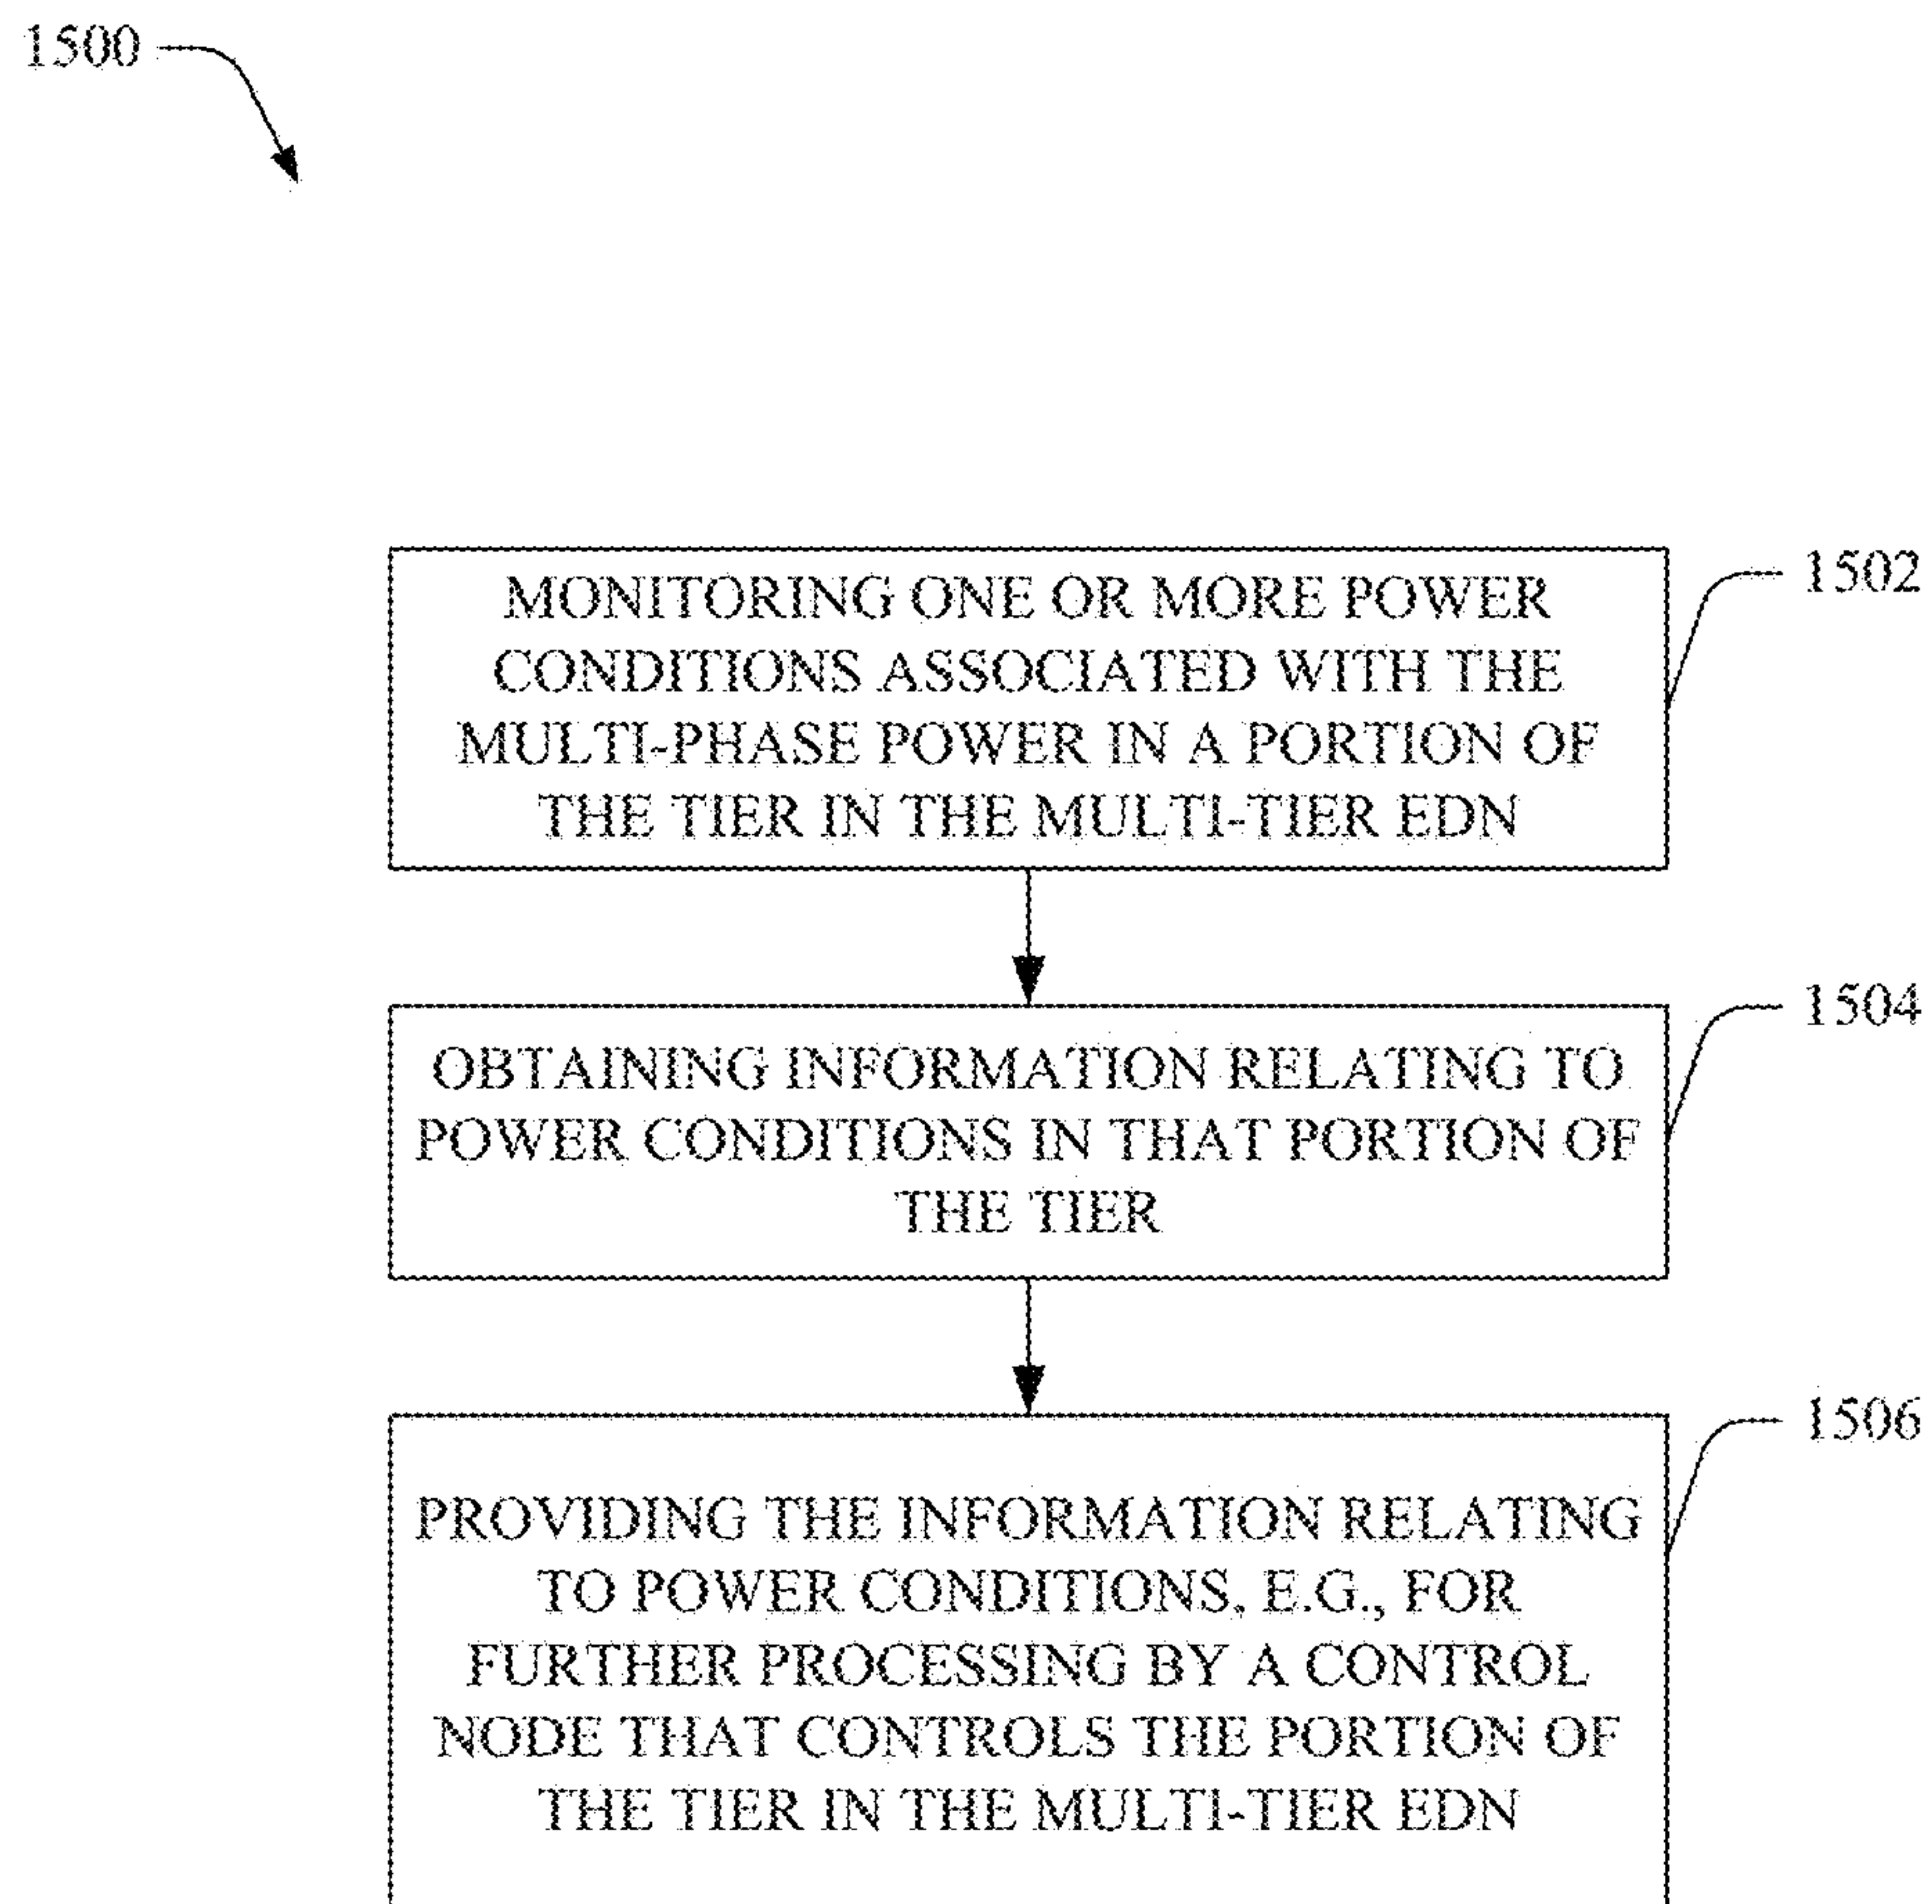 1500
MONITORING ONE OR MORE POWER
CONDITIONS ASSOCIATED WITH THE
MULTI-PHASE POWER IN A PORTION OF
THE TIER IN THE MULTI-TIER EDN
1502
OBTAINING INFORMATION RELATING TO
POWER CONDITIONS IN THAT PORTION OF
THE TIER
1504
PROVIDING THE INFORMATION RELATING
TO POWER CONDITIONS, E.G., FOR
FURTHER PROCESSING BY A CONTROL
NODE THAT CONTROLS THE PORTION OF
THE TIER IN THE MULTI-TIER EDN
1506